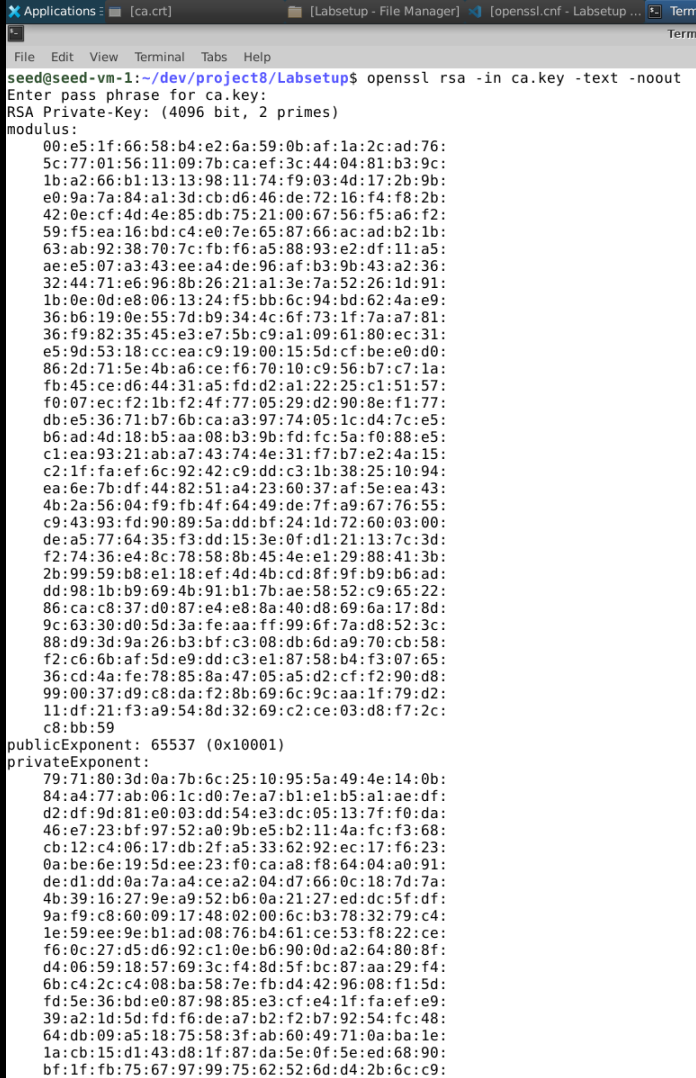 Applications
[ca.crt]
[Labsetup - File Manager]
[openssl.cnf - Labsetup ...
Term
Term
File Edit View Terminal Tabs Help
seed@seed-vm-1:~/dev/project8/Labsetup$ openssl rsa -in ca.key -text -noout
Enter pass phrase for ca.key:
RSA Private-Key: (4096 bit, 2 primes)
modulus:
00:e5:1f:66:58:b4:e2:6a:59:0b:af:1a:2c:ad:76:
5c:77:01:56:11:09:7b:ca:ef:3c:44:04:81:b3:9c:
1b:a2:66:b1:13:13:98:11:74:f9:03:4d:17:2b:9b:
e0:9a:7a:84:a1:3d:cb:d6:46:de:72:16:f4:f8:2b:
42:0e:cf:4d:4e:85:db:75:21:00:67:56:f5:a6:f2:
59:f5:ea:16:bd:c4:e0:7e:65:87:66:ac:ad:b2:1b:
63:ab:92:38:70:7c:fb:f6:a5:88:93:e2:df:11:a5:
ae:e5:07:a3:43:ee:a4:de:96:af:b3:9b:43:a2:36:
32:44:71:e6:96:8b:26:21:a1:3e:7a:52:26:1d:91:
1b:0e:0d:e8:06:13:24:f5:bb:6c:94:bd:62:4a:e9:
36:b6:19:0e:55:7d:b9:34:4c:6f:73:1f:7a:a7:81:
36:f9:82:35:45:e3:e7:5b:c9:a1:09:61:80:ec:31:
e5:9d:53:18:cc:ea:c9:19:00:15:5d:cf:be:e0:d0:
86:2d:71:5e:4b:a6:ce:f6:70:10:c9:56:b7:c7:1a:
fb:45:ce:d6:44:31:a5:fd:d2:a1:22:25:c1:51:57:
f0:07:ec:f2:1b:f2:4f:77:05:29:d2:90:8e:f1:77:
db:e5:36:71:b7:6b:ca:a3:97:74:05:1c:d4:7c:e5:
b6:ad:4d:18:b5:aa:08:b3:9b:fd:fc:5a:f0:88:e5:
c1:ea:93:21:ab:a7:43:74:4e:31:f7:b7:e2:4a:15:
c2:1f:fa:ef:6c:92:42:c9:dd:c3:1b:38:25:10:94:
ea:6e:7b:df:44:82:51:a4:23:60:37:af:5e:ea:43:
4b:2a:56:04:f9:fb:4f:64:49:de:7f:a9:67:76:55:
c9:43:93:fd:90:89:5a:dd:bf:24:1d:72:60:03:00:
de:a5:77:64:35:f3:dd:15:3e:0f:d1:21:13:7c:3d:
f2:74:36:e4:8c:78:58:8b:45:4e:e1:29:88:41:3b:
2b:99:59:b8:e1:18:ef:4d:4b:cd:8f:9f:b9:b6:ad:
dd:98:1b:b9:69:4b:91:b1:7b:ae:58:52:c9:65:22:
86:ca:c8:37:d0:87:e4:e8:8a:40:d8:69:6a:17:8d:
9c:63:30:d0:5d:3a:fe:aa:ff:99:6f:7a:d8:52:3c:
88:d9:3d:9a:26:b3:bf:c3:08:db:6d:a9:70:cb:58:
f2:c6:6b:af:5d:e9:dd:c3:e1:87:58:b4:f3:07:65:
36:cd:4a:fe:78:85:8a:47:05:a5:d2:cf:f2:90:d8:
99:00:37:d9:c8:da:f2:8b:69:6c:9c:aa:1f:79:d2:
11:df:21:f3:a9:54:8d:32:69:c2:ce:03:d8:f7:2c:
c8:bb:59
publicExponent: 65537 (0x10001)
privateExponent:
79:71:80:3d:0a:7b:6c:25:10:95:5a:49:4e:14:0b:
84:a4:77:ab:06:1c:d0:7e:a7:b1:e1:b5:a1:ae:df:
d2:df:9d:81:e0:03:dd:54:e3:dc:05:13:7f:f0:da:
46:e7:23:bf:97:52:a0:9b:e5:b2:11:4a:fc:f3:68:
cb:12:c4:06:17:db:2f:a5:33:62:92:ec:17:f6:23:
0a:be:6e:19:5d:ee:23:f0:ca:a8:f8:64:04:a0:91:
de:d1:dd:0a:7a:a4:ce:a2:04:d7:66:0c:18:7d:7a:
4b:39:16:27:9e:a9:52:b6:0a:21:27:ed:dc:5f:df:
9a:f9:c8:60:09:17:48:02:00:6c:b3:78:32:79:c4:
1e:59:ee:9e:b1:ad:08:76:b4:61:ce:53:f8:22:ce:
f6:0c:27:d5:d6:92:c1:0e:b6:90:0d:a2:64:80:8f:
d4:06:59:18:57:69:3c:f4:8d:5f:bc:87:aa:29:f4:
6b:c4:2c:c4:08:ba:58:7e:fb:d4:42:96:08:f1:5d:
fd:5e:36:bd:e0:87:98:85:e3:cf:e4:1f:fa:ef:e9:
39:a2:1d:5d:fd:f6:de:a7:b2:f2:b7:92:54:fc:48:
64:db:09:a5:18:75:58:3f:ab:60:49:71:0a:ba:1e:
1a:cb:15:d1:43:d8:1f:87:da:5e:0f:5e:ed:68:90:
bf:1f:fb:75:67:97:99:75:62:52:6d:d4:2b:6c:c9: